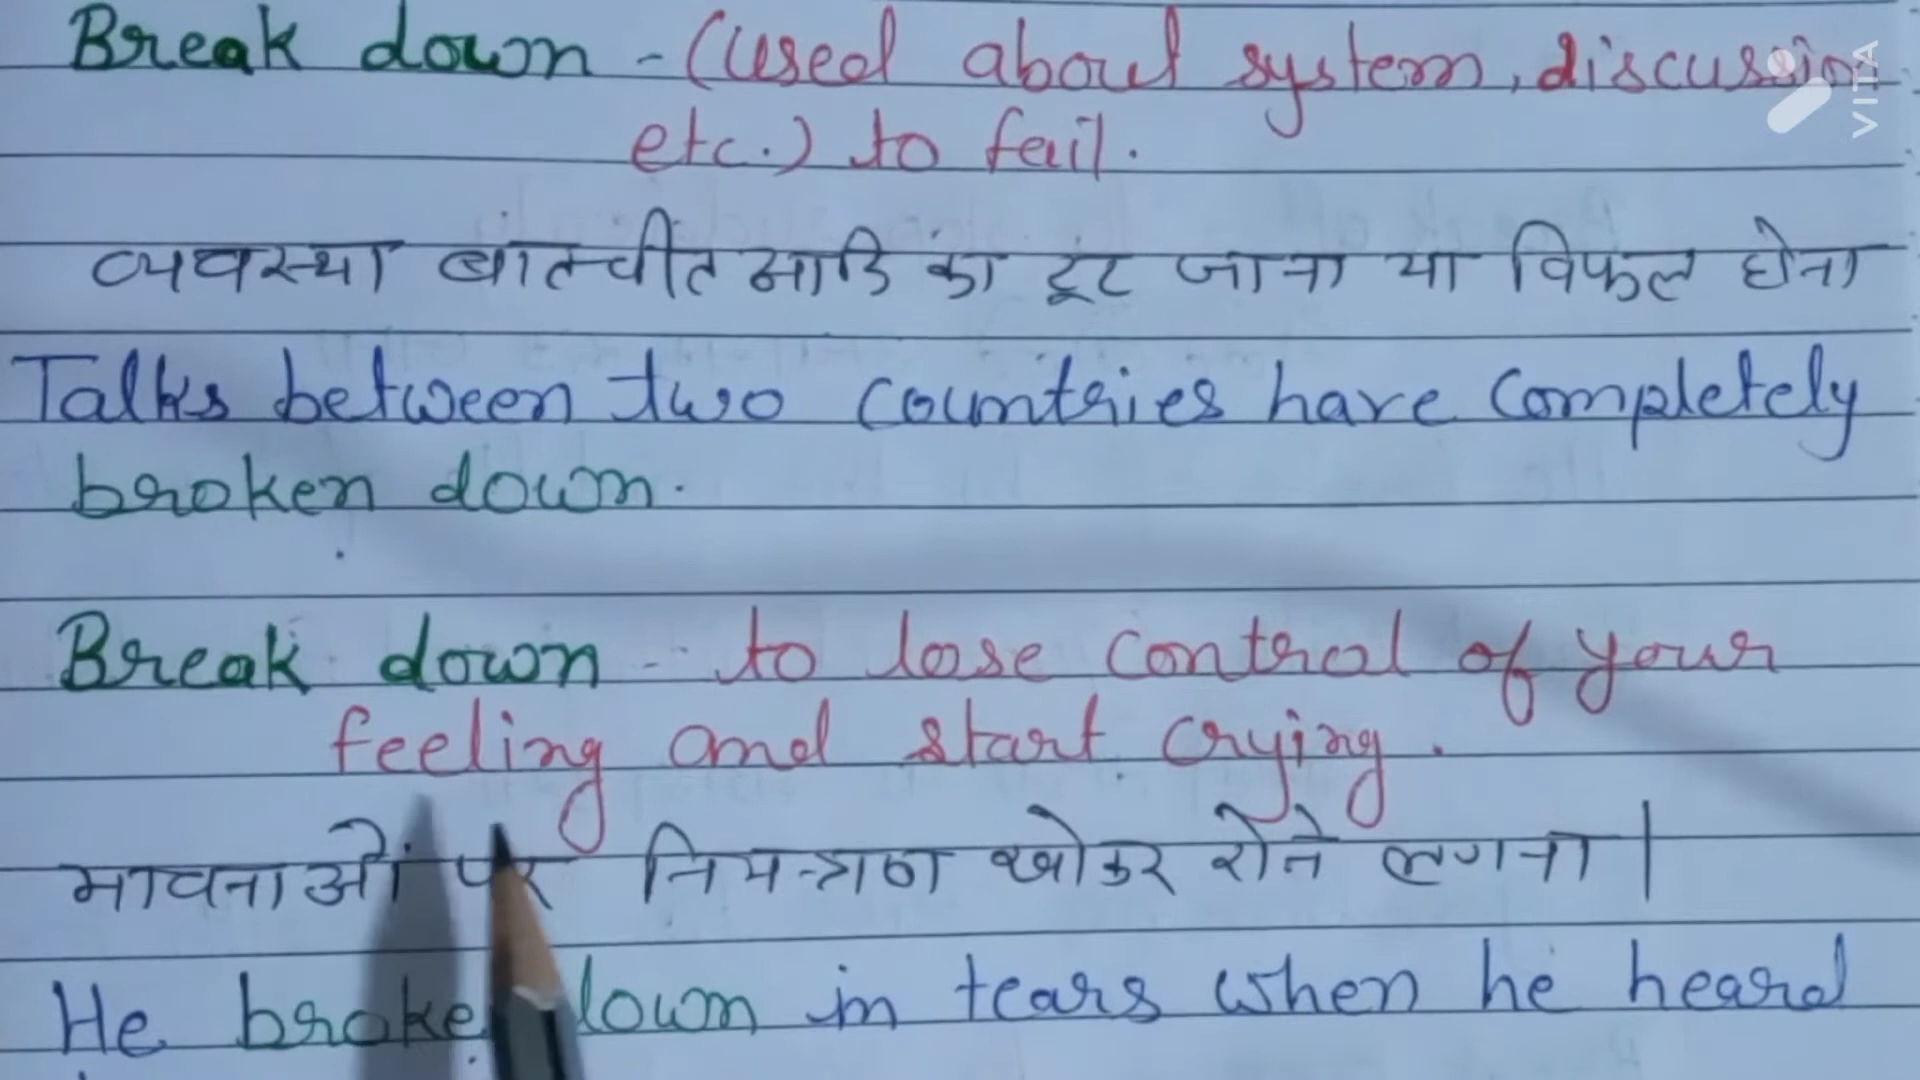 Break down - (used about system, discussion
etc.) to fail.
व्यवस्था बांतचीत आदि का टूट जाना या विफल होना
Talks between two countries have completely
broken down.
Break down - to lose control of your
feeling and start crying.
भावनाओं पर नियन्त्रण खोकर रोने लगना |
He broke down in tears when he heard
VITA